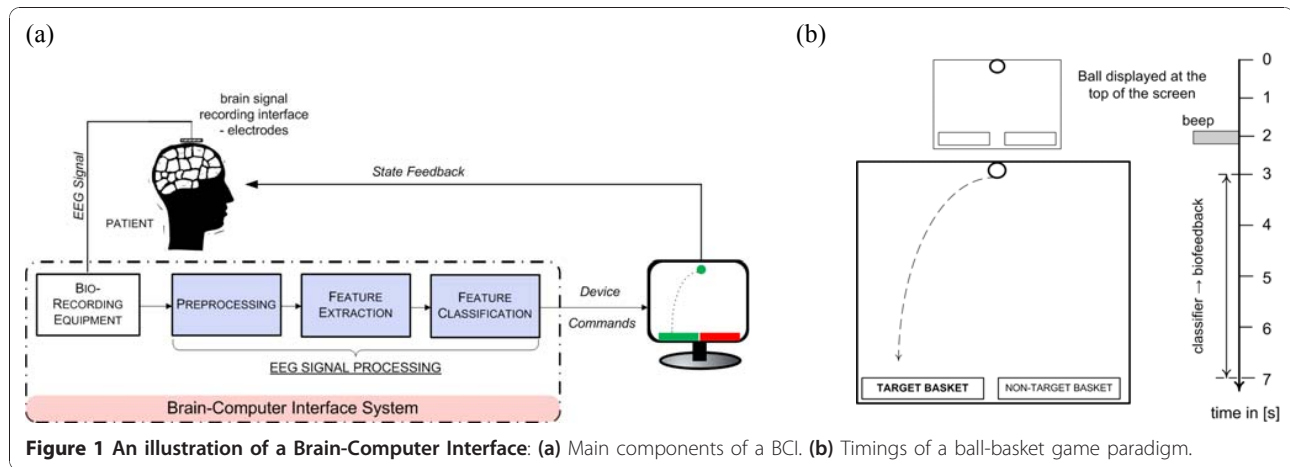 (a)
brain signal
recording interface
- electrodes
EEG Signal
PATIENT
State Feedback
BIO-
RECORDING
EQUIPMENT
PREPROCESSING
FEATURE
EXTRACTION
FEATURE
CLASSIFICATION
Device
Commands
EEG SIGNAL PROCESSING
Brain-Computer Interface System
(b)
Ball displayed at the
top of the screen
beep
0
1
2
3
4
5
6
7
classifier → biofeedback
TARGET BASKET
NON-TARGET BASKET
time in [s]
Figure 1 An illustration of a Brain-Computer Interface: (a) Main components of a BCI. (b) Timings of a ball-basket game paradigm.